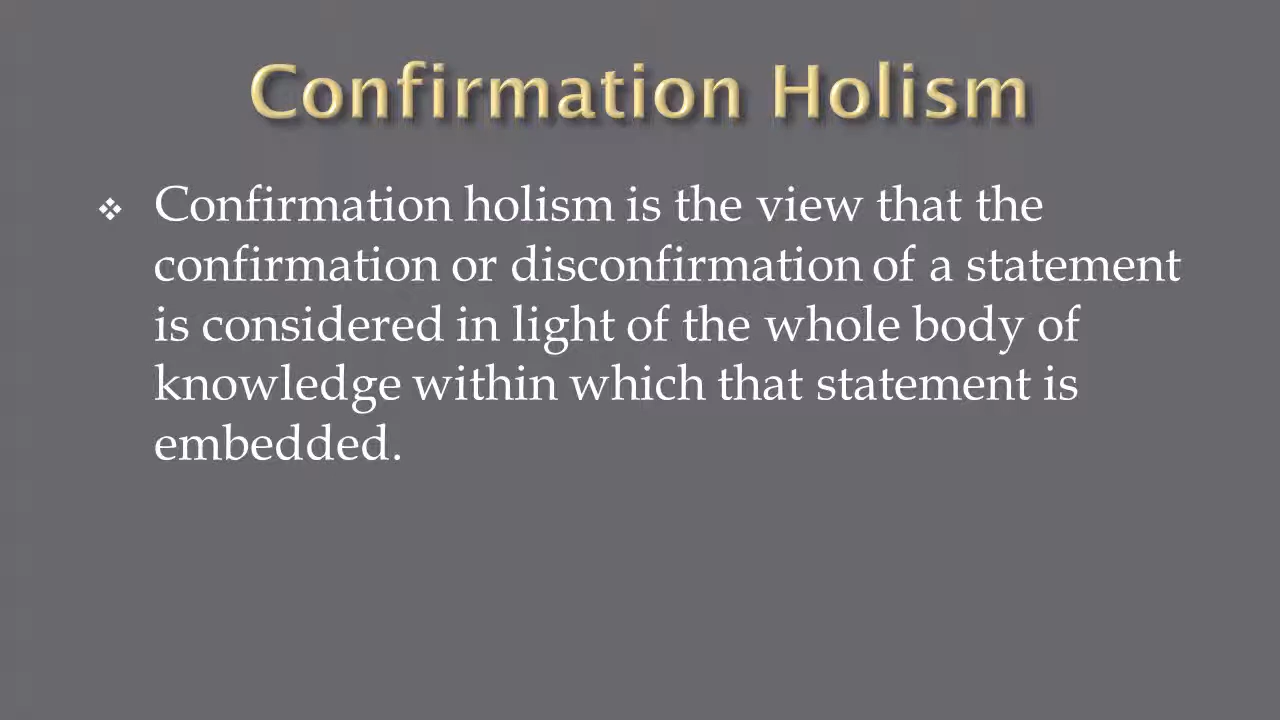 Confirmation Holism
❖ Confirmation holism is the view that the
confirmation or disconfirmation of a statement
is considered in light of the whole body of
knowledge within which that statement is
embedded.